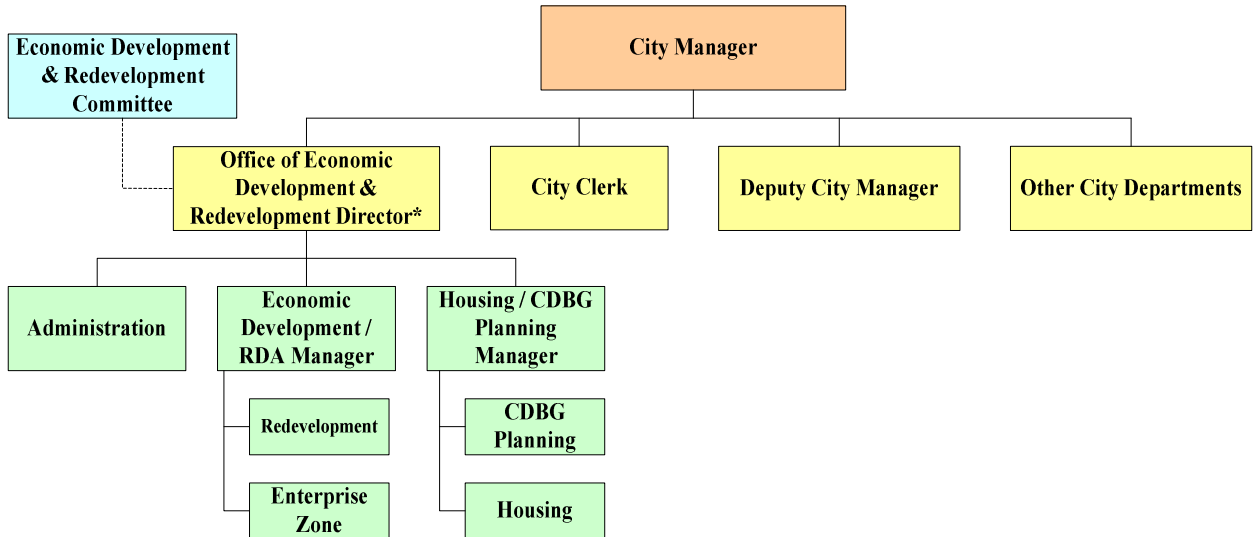 Economic Development
& Redevelopment
Committee
City Manager
Office of Economic
Development &
Redevelopment Director*
City Clerk
Deputy City Manager
Other City Departments
Administration
Economic
Development /
RDA Manager
Housing / CDBG
Planning
Manager
Redevelopment
CDBG
Planning
Enterprise
Zone
Housing